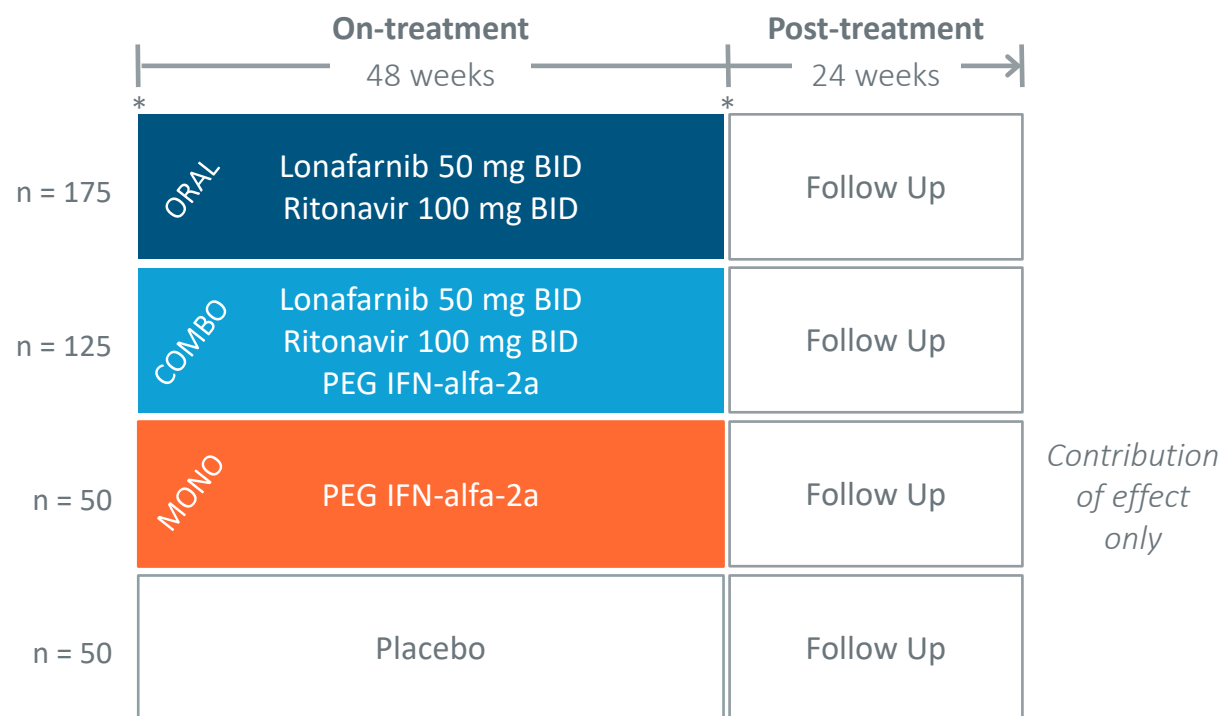 On-treatment
Post-treatment
48 weeks
24 weeks
*
*
n = 175
ORAL
Lonafarnib 50 mg BID
Ritonavir 100 mg BID
Follow Up
n = 125
COMBO
Lonafarnib 50 mg BID
Ritonavir 100 mg BID
PEG IFN-alfa-2a
Follow Up
n = 50
MONO
PEG IFN-alfa-2a
Follow Up
Contribution
of effect
only
n = 50
Placebo
Follow Up